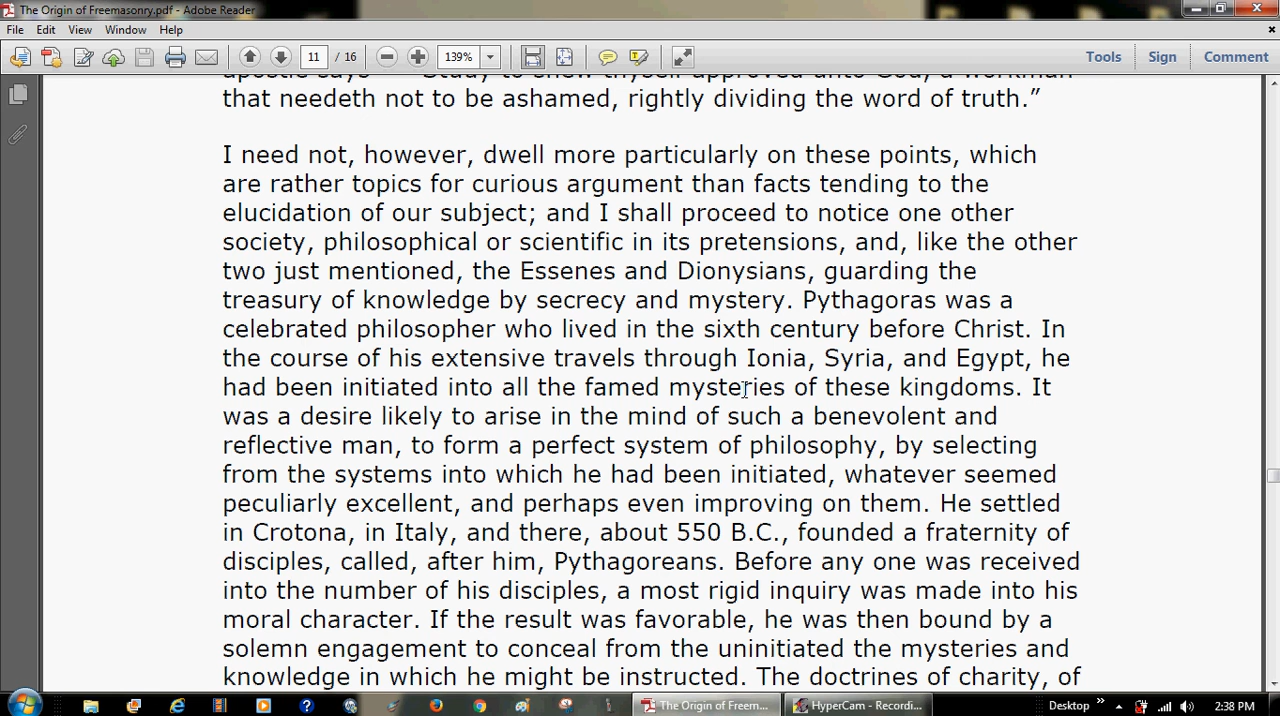 The Origin of Freemasonry.pdf - Adobe Reader
File Edit View Window Help
11 / 16 139% Tools Sign Comment
apostle says — "Study to show thyself approved unto God, a workman
that needeth not to be ashamed, rightly dividing the word of truth.”
I need not, however, dwell more particularly on these points, which
are rather topics for curious argument than facts tending to the
elucidation of our subject; and I shall proceed to notice one other
society, philosophical or scientific in its pretensions, and, like the other
two just mentioned, the Essenes and Dionysians, guarding the
treasury of knowledge by secrecy and mystery. Pythagoras was a
celebrated philosopher who lived in the sixth century before Christ. In
the course of his extensive travels through Ionia, Syria, and Egypt, he
had been initiated into all the famed mysteries of these kingdoms. It
was a desire likely to arise in the mind of such a benevolent and
reflective man, to form a perfect system of philosophy, by selecting
from the systems into which he had been initiated, whatever seemed
peculiarly excellent, and perhaps even improving on them. He settled
in Crotona, in Italy, and there, about 550 B.C., founded a fraternity of
disciples, called, after him, Pythagoreans. Before any one was received
into the number of his disciples, a most rigid inquiry was made into his
moral character. If the result was favorable, he was then bound by a
solemn engagement to conceal from the uninitiated the mysteries and
knowledge in which he might be instructed. The doctrines of charity, of
The Origin of Freem... HyperCam - Recordi... Desktop » 2:38 PM